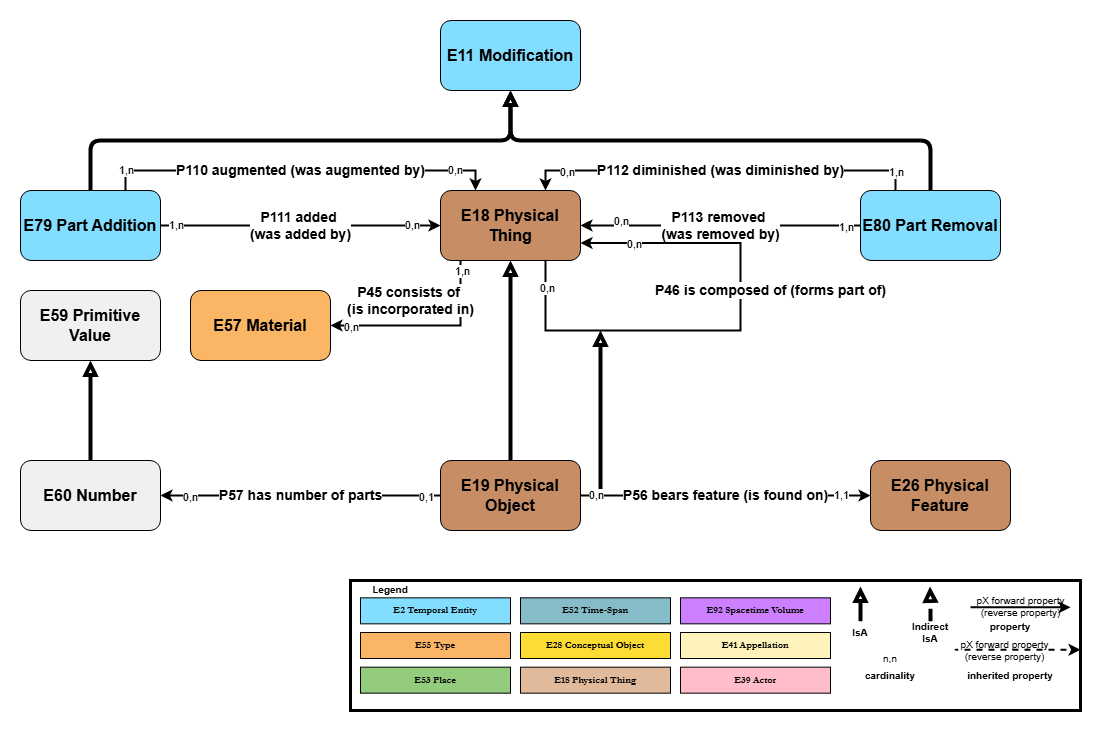 E11 Modification
1,n
P110 augmented (was augmented by)
0,n
0,n
P112 diminished (was diminished by)
1,n
E79 Part Addition
1,n
P111 added
(was added by)
0,n
E18 Physical
Thing
0,n
P113 removed
(was removed by)
1,n
E80 Part Removal
0,n
1,n
0,n
P46 is composed of (forms part of)
P45 consists of
(is incorporated in)
0,n
E59 Primitive
Value
E57 Material
E60 Number
0,n
P57 has number of parts
0,1
E19 Physical
Object
0,n
P56 bears feature (is found on)
1,1
E26 Physical
Feature
Legend
E2 Temporal Entity
E52 Time-Span
E92 Spacetime Volume
E55 Type
E28 Conceptual Object
E41 Appellation
E53 Place
E18 Physical Thing
E39 Actor
IsA
Indirect
IsA
pX forward property
(reverse property)
property
n,n
cardinality
pX forward property
(reverse property)
inherited property